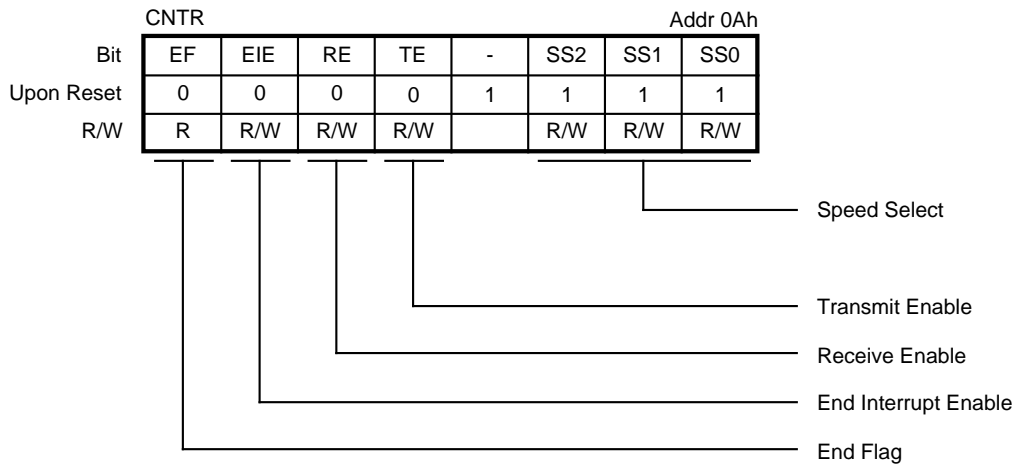 CNTR Addr 0Ah
Bit EF EIE RE TE - SS2 SS1 SS0
Upon Reset 0 0 0 0 1 1 1 1
R/W R R/W R/W R/W R/W R/W R/W
Speed Select
Transmit Enable
Receive Enable
End Interrupt Enable
End Flag